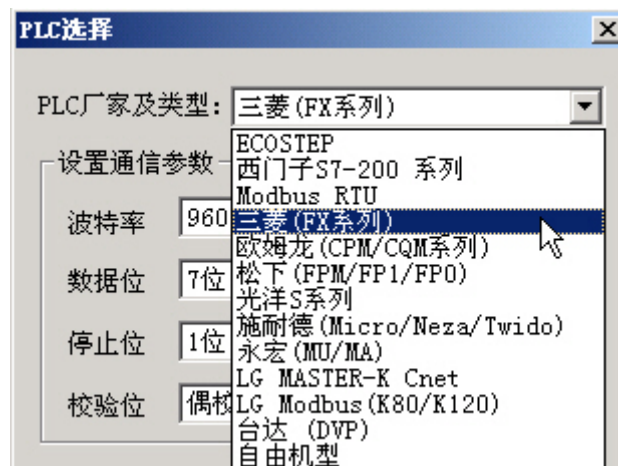 PLC选择
PLC厂家及类型: 三菱(FX系列)
ECOSTEP
设置通信参数
西门子S7-200 系列
Modbus RTU
波特率 960
三菱(FX系列)
欧姆龙(CPM/CQM系列)
数据位 7位
松下(FPM/FP1/FP0)
光洋S系列
施耐德(Micro/Neza/Twido)
停止位 1位
永宏(MU/MA)
LG MASTER-K Cnet
校验位 偶校
LG Modbus(K80/K120)
台达 (DVP)
自由机型